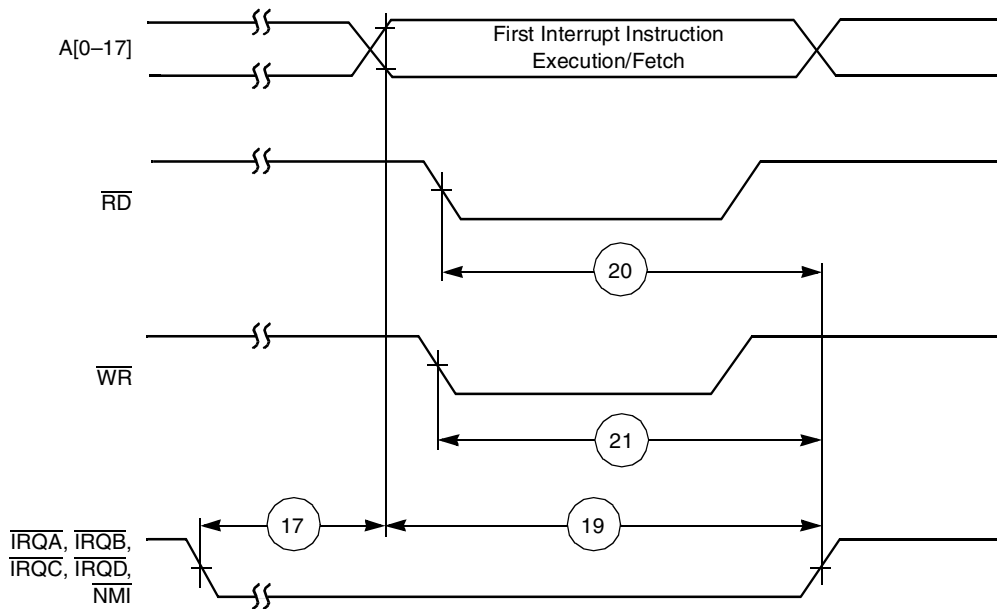 A[0–17]
First Interrupt Instruction
Execution/Fetch
RD
20
WR
21
17
19
IRQA, IRQB,
IRQC, IRQD,
NMI